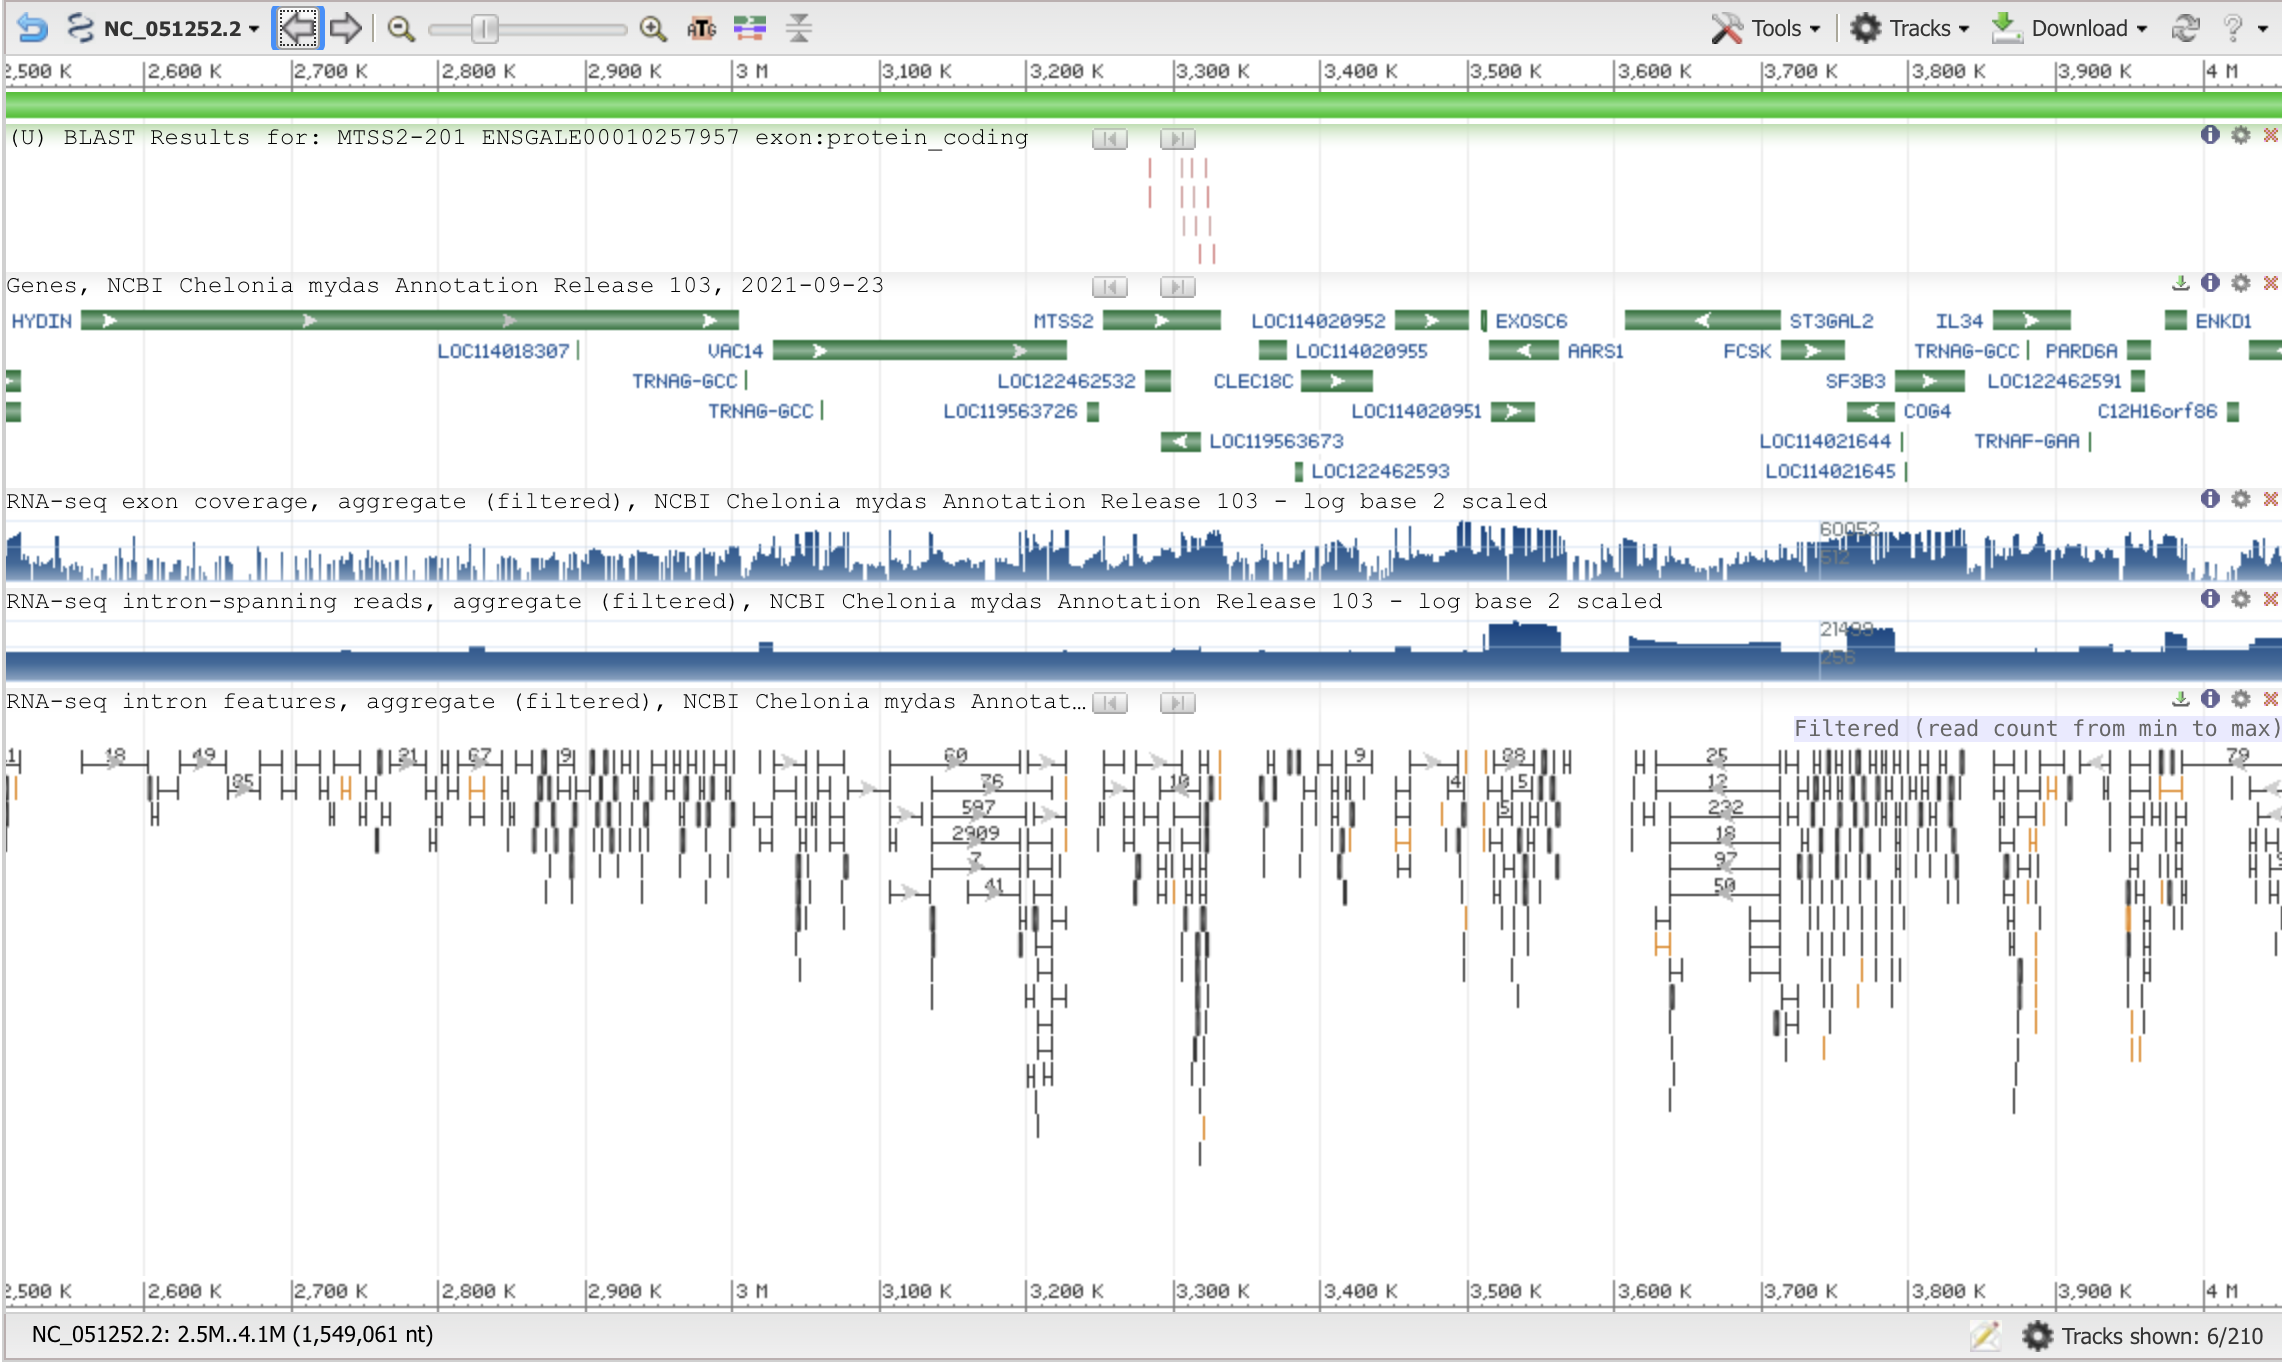 NC_051252.2 ATG Tools Tracks Download ?
2,500 K 2,600 K 2,700 K 2,800 K 2,900 K 3 M 3,100 K 3,200 K 3,300 K 3,400 K 3,500 K 3,600 K 3,700 K 3,800 K 3,900 K 4 M
(U) BLAST Results for: MTSS2-201 ENSGALE00010257957 exon:protein_coding
Genes, NCBI Chelonia mydas Annotation Release 103, 2021-09-23
HYDIN MTSS2 LOC114020952 EXOSC6 ST3GAL2 IL34 ENKD1
LOC114018307 VAC14 LOC114020955 AARS1 FCSK TRNAG-GCC PARD6A
TRNAG-GCC LOC122462532 CLEC18C SF3B3 LOC122462591
TRNAG-GCC LOC119563726 LOC114020951 COG4 C12H16orf86
LOC119563673 LOC114021644 TRNAF-GAA
LOC122462593 LOC114021645
RNA-seq exon coverage, aggregate (filtered), NCBI Chelonia mydas Annotation Release 103 - log base 2 scaled
60052
512
RNA-seq intron-spanning reads, aggregate (filtered), NCBI Chelonia mydas Annotation Release 103 - log base 2 scaled
256
RNA-seq intron features, aggregate (filtered), NCBI Chelonia mydas Annotat...
Filtered (read count from min to max)
18 49 21 67 9 60 9 88 25 79
85 76 10 4 5 12
597 5 232
2909 18
7 97
41 50
2,500 K 2,600 K 2,700 K 2,800 K 2,900 K 3 M 3,100 K 3,200 K 3,300 K 3,400 K 3,500 K 3,600 K 3,700 K 3,800 K 3,900 K 4 M
NC_051252.2: 2.5M..4.1M (1,549,061 nt) Tracks shown: 6/210